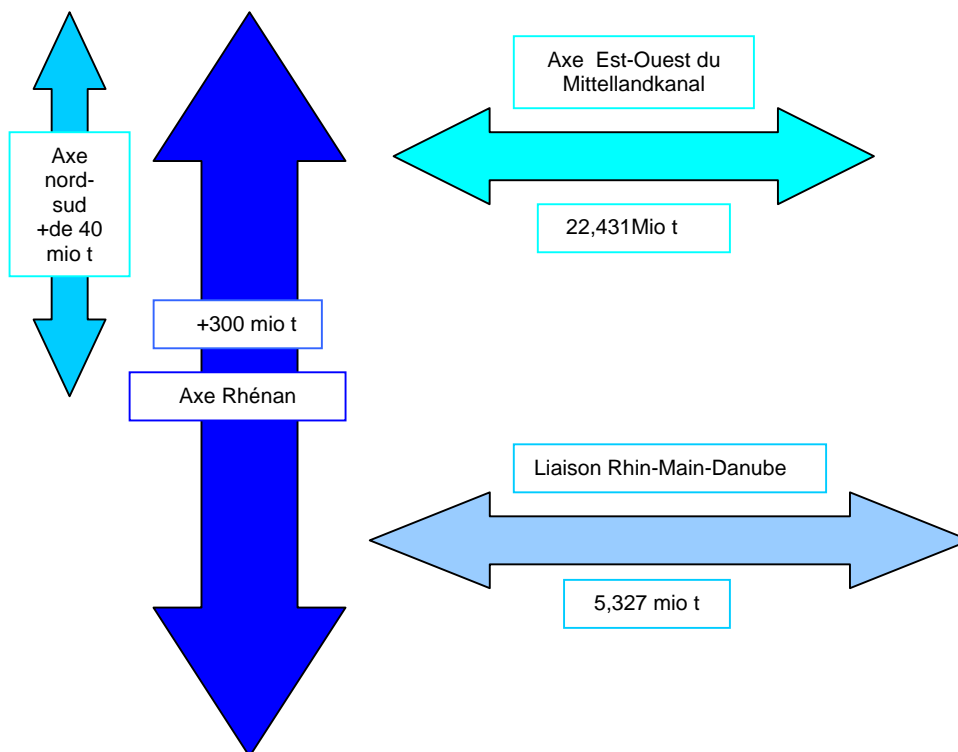 Axe
nord-
sud
+de 40
mio t
+300 mio t
Axe Rhénan
Axe Est-Ouest du
Mittellandkanal
22,431Mio t
Liaison Rhin-Main-Danube
5,327 mio t